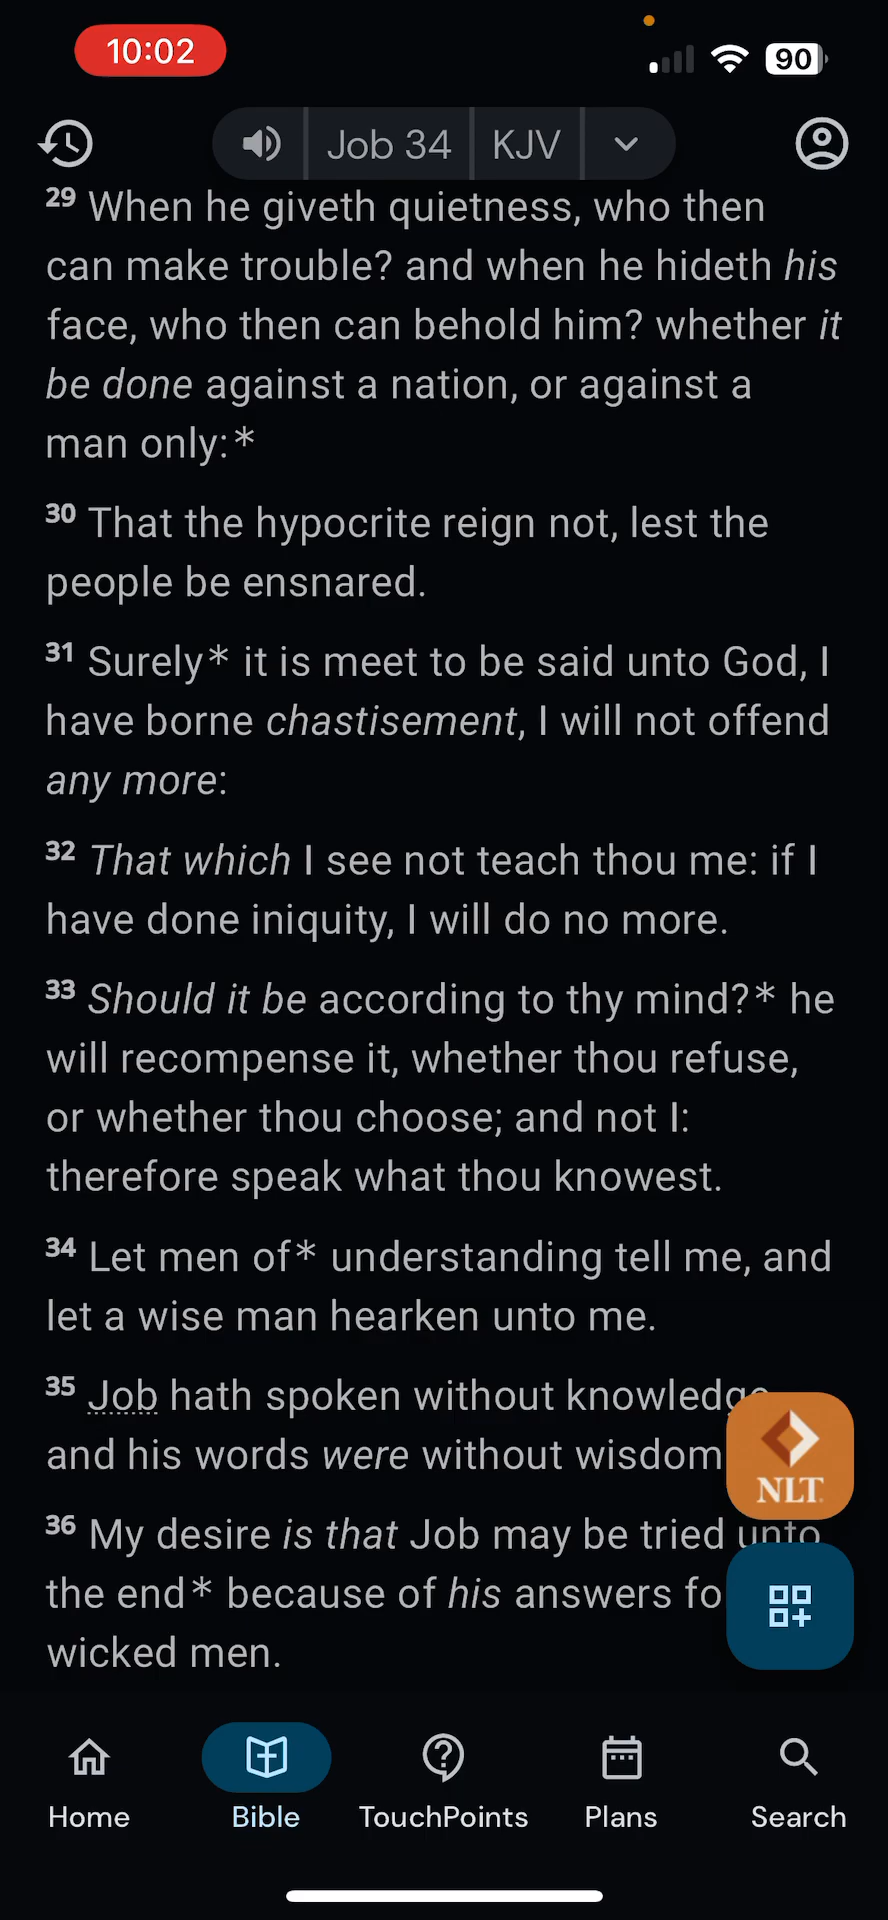 10:02
90
Job 34 KJV
29 When he giveth quietness, who then
can make trouble? and when he hideth his
face, who then can behold him? whether it
be done against a nation, or against a
man only:*
30 That the hypocrite reign not, lest the
people be ensnared.
31 Surely* it is meet to be said unto God, I
have borne chastisement, I will not offend
any more:
32 That which I see not teach thou me: if I
have done iniquity, I will do no more.
33 Should it be according to thy mind?* he
will recompense it, whether thou refuse,
or whether thou choose; and not I:
therefore speak what thou knowest.
34 Let men of* understanding tell me, and
let a wise man hearken unto me.
35 Job hath spoken without
and his words were without wisdom
NLT
36 My desire is that Job may be tried unto
the end* because of his answers
wicked men.
Home Bible TouchPoints Plans Search